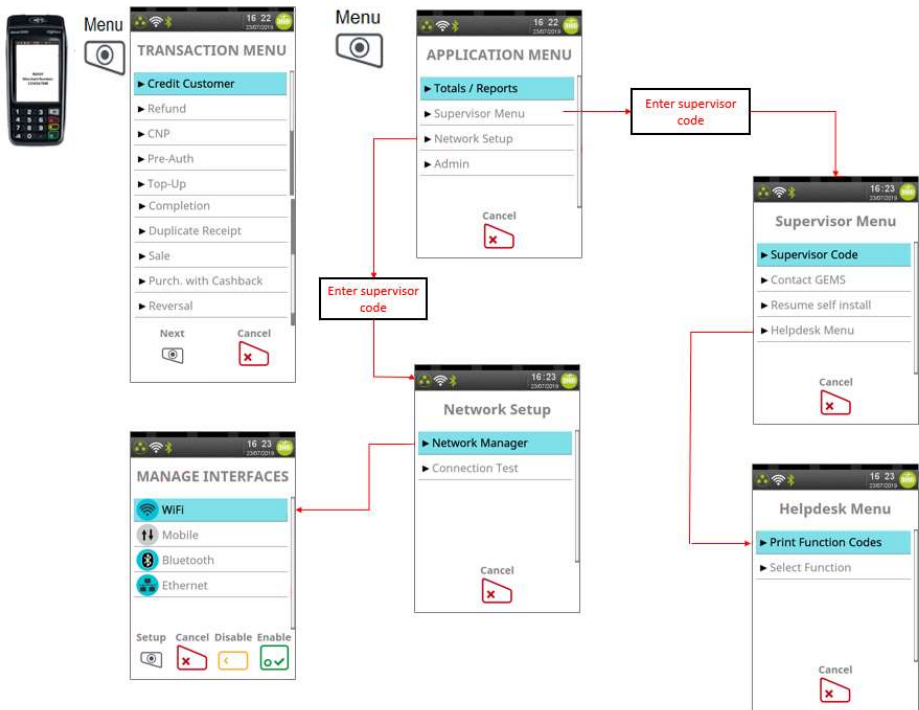 Menu
16 22
23/07/2019
TRANSACTION MENU
Credit Customer
Refund
CNP
Pre-Auth
Top-Up
Completion
Duplicate Receipt
Sale
Purch. with Cashback
Reversal
Next Cancel
Menu
16 22
23/07/2019
APPLICATION MENU
Totals / Reports
Supervisor Menu
Network Setup
Admin
Cancel
Enter supervisor
code
16:23
23/07/2019
Supervisor Menu
Supervisor Code
Contact GEMS
Resume self install
Helpdesk Menu
Cancel
Enter supervisor
code
16:23
23/07/2019
Network Setup
Network Manager
Connection Test
Cancel
16 23
23/07/2019
MANAGE INTERFACES
WiFi
Mobile
Bluetooth
Ethernet
Setup Cancel Disable Enable
16 23
23/07/2019
Helpdesk Menu
Print Function Codes
Select Function
Cancel